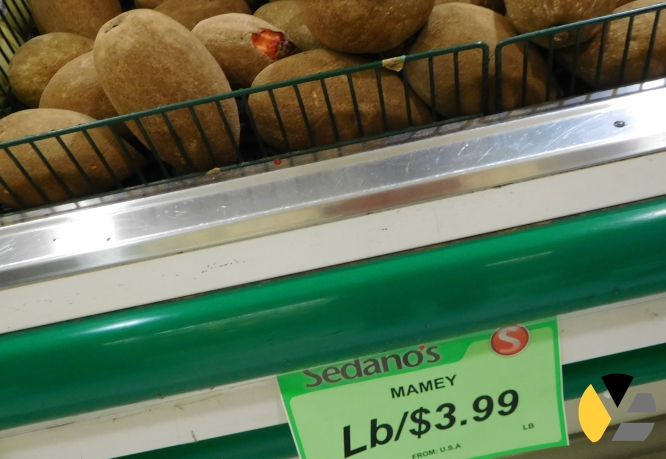 Sedano's S
MAMEY
Lb/$3.99
LB
FROM: U.S.A